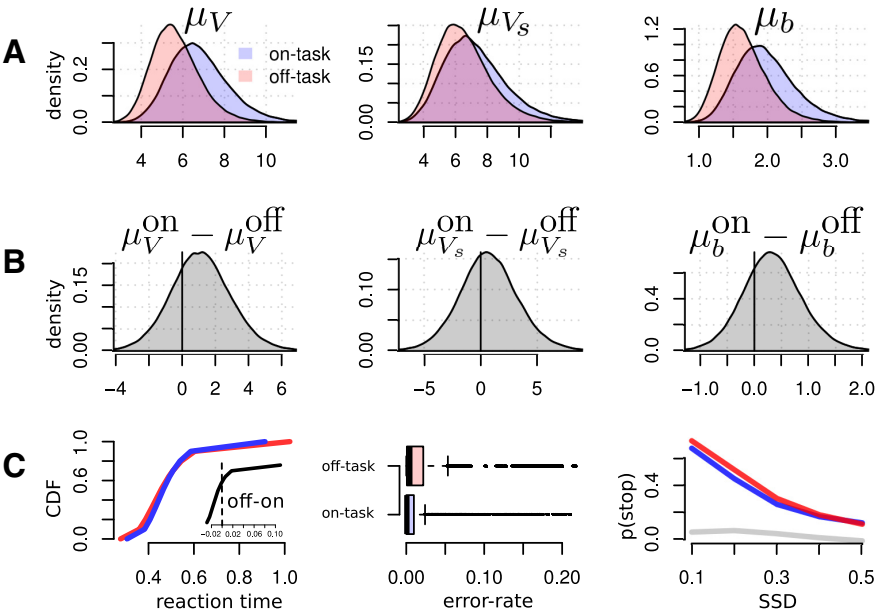 A
μ_V
μ_{V_s}
μ_b
on-task
off-task
density
0.0 0.2
4 6 8 10
0.00 0.15
4 6 8 10
0.0 0.6 1.2
1.0 2.0 3.0
B
μ_V^on − μ_V^off
μ_{V_s}^on − μ_{V_s}^off
μ_b^on − μ_b^off
density
0.00 0.15
−4 0 2 4 6
0.00 0.10
−5 0 5
0.0 0.4
−1.0 0.0 1.0 2.0
C
CDF
0.0 0.6 1.0
off-on
−0.02 0.02 0.06 0.10
0.4 0.6 0.8 1.0
reaction time
off-task
on-task
0.00 0.10 0.20
error-rate
p(stop)
0.0 0.4
0.1 0.3 0.5
SSD